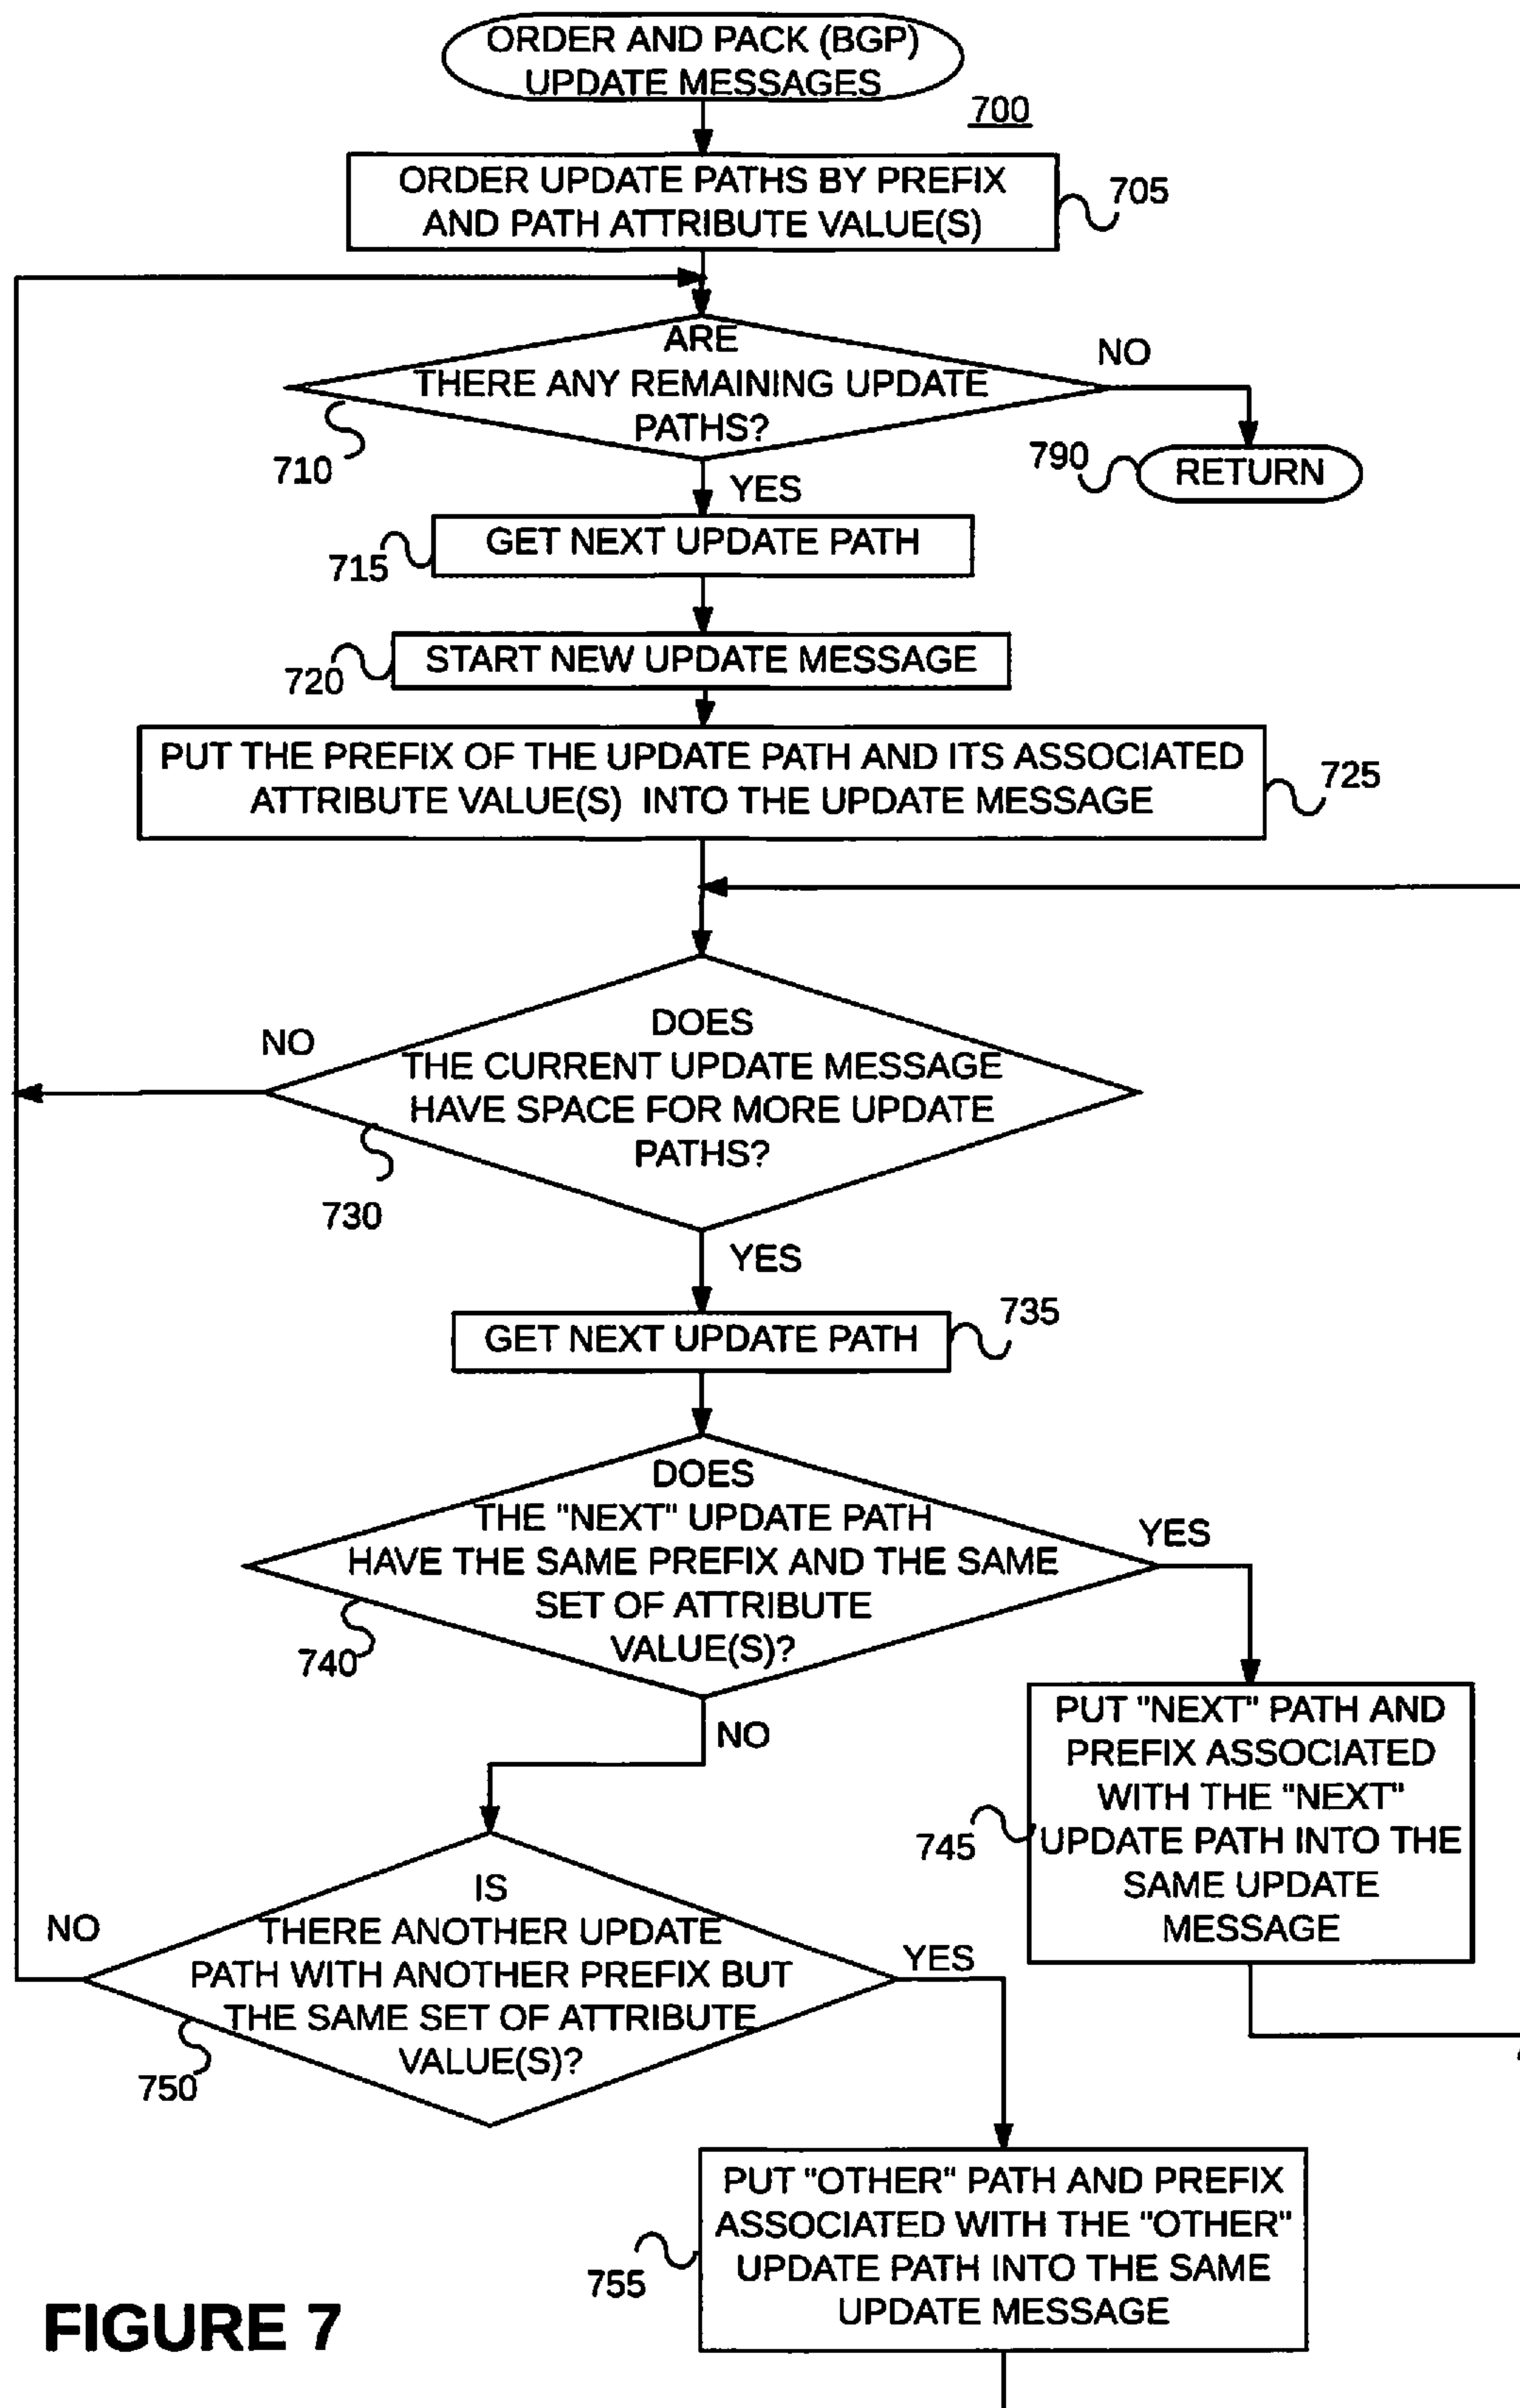 ORDER AND PACK (BGP)
UPDATE MESSAGES
700
ORDER UPDATE PATHS BY PREFIX
AND PATH ATTRIBUTE VALUE(S)
705
ARE
THERE ANY REMAINING UPDATE
PATHS?
NO
710
790
RETURN
YES
GET NEXT UPDATE PATH
715
START NEW UPDATE MESSAGE
720
PUT THE PREFIX OF THE UPDATE PATH AND ITS ASSOCIATED
ATTRIBUTE VALUE(S) INTO THE UPDATE MESSAGE
725
DOES
THE CURRENT UPDATE MESSAGE
HAVE SPACE FOR MORE UPDATE
PATHS?
NO
730
YES
GET NEXT UPDATE PATH
735
DOES
THE "NEXT" UPDATE PATH
HAVE THE SAME PREFIX AND THE SAME
SET OF ATTRIBUTE
VALUE(S)?
YES
740
NO
PUT "NEXT" PATH AND
PREFIX ASSOCIATED
WITH THE "NEXT"
UPDATE PATH INTO THE
SAME UPDATE
MESSAGE
745
IS
THERE ANOTHER UPDATE
PATH WITH ANOTHER PREFIX BUT
THE SAME SET OF ATTRIBUTE
VALUE(S)?
NO
YES
750
PUT "OTHER" PATH AND PREFIX
ASSOCIATED WITH THE "OTHER"
UPDATE PATH INTO THE SAME
UPDATE MESSAGE
755
FIGURE 7